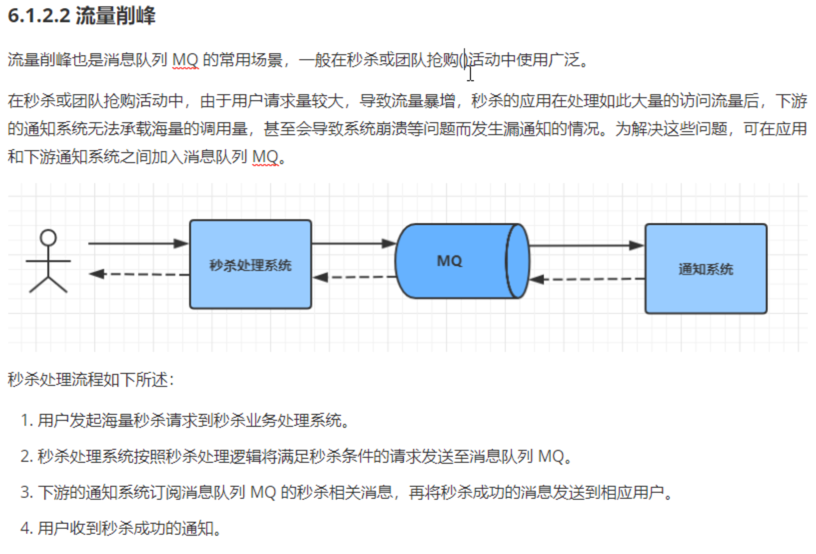 6.1.2.2 流量削峰
流量削峰也是消息队列 MQ 的常用场景，一般在秒杀或团队抢购()活动中使用广泛。
在秒杀或团队抢购活动中，由于用户请求量较大，导致流量暴增，秒杀的应用在处理如此大量的访问流量后，下游
的通知系统无法承载海量的调用量，甚至会导致系统崩溃等问题而发生漏通知的情况。为解决这些问题，可在应用
和下游通知系统之间加入消息队列 MQ。
秒杀处理系统
MQ
通知系统
秒杀处理流程如下所述：
1. 用户发起海量秒杀请求到秒杀业务处理系统。
2. 秒杀处理系统按照秒杀处理逻辑将满足秒杀条件的请求发送至消息队列 MQ。
3. 下游的通知系统订阅消息队列 MQ 的秒杀相关消息，再将秒杀成功的消息发送到相应用户。
4. 用户收到秒杀成功的通知。